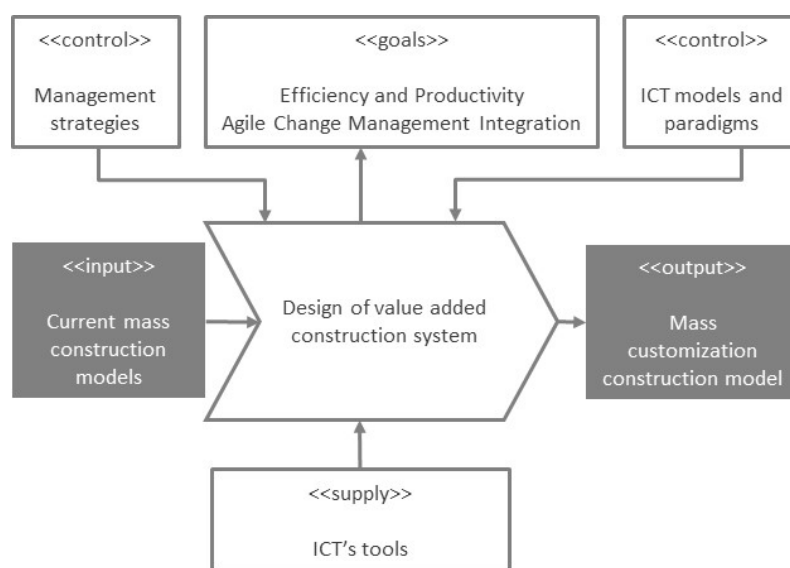 <<control>>
Management
strategies
<<goals>>
Efficiency and Productivity
Agile Change Management Integration
<<control>>
ICT models and
paradigms
<<input>>
Current mass
construction
models
Design of value added
construction system
<<output>>
Mass
customization
construction model
<<supply>>
ICT’s tools